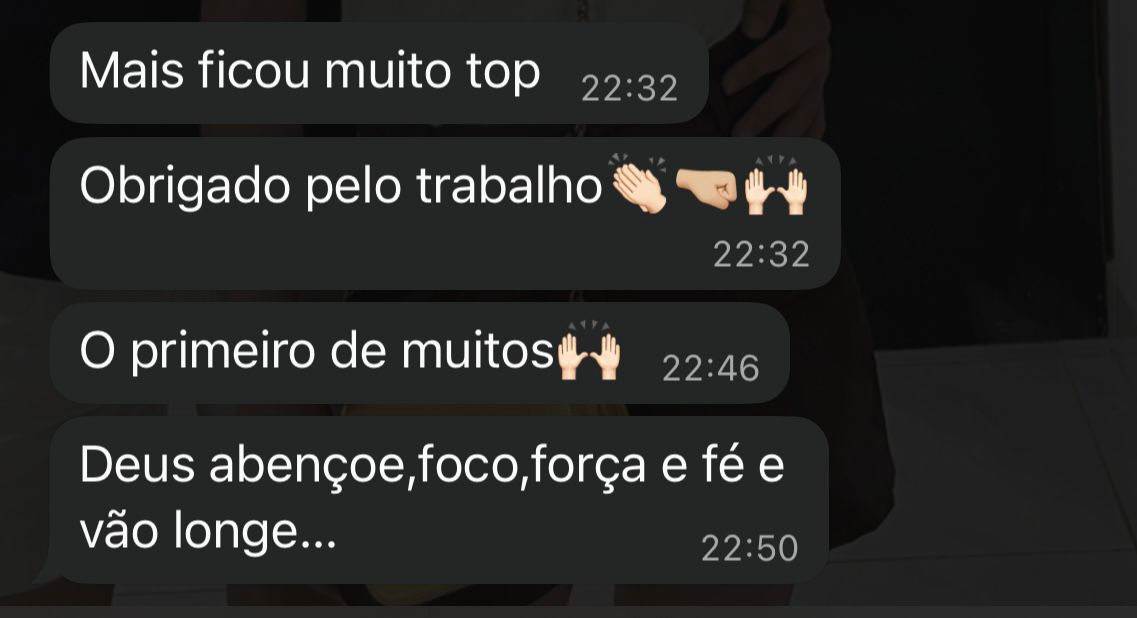 Mais ficou muito top 22:32
Obrigado pelo trabalho👏🏻🤜🏼🙌🏻
22:32
O primeiro de muitos🙌🏻 22:46
Deus abençoe,foco,força e fé e
vão longe... 22:50